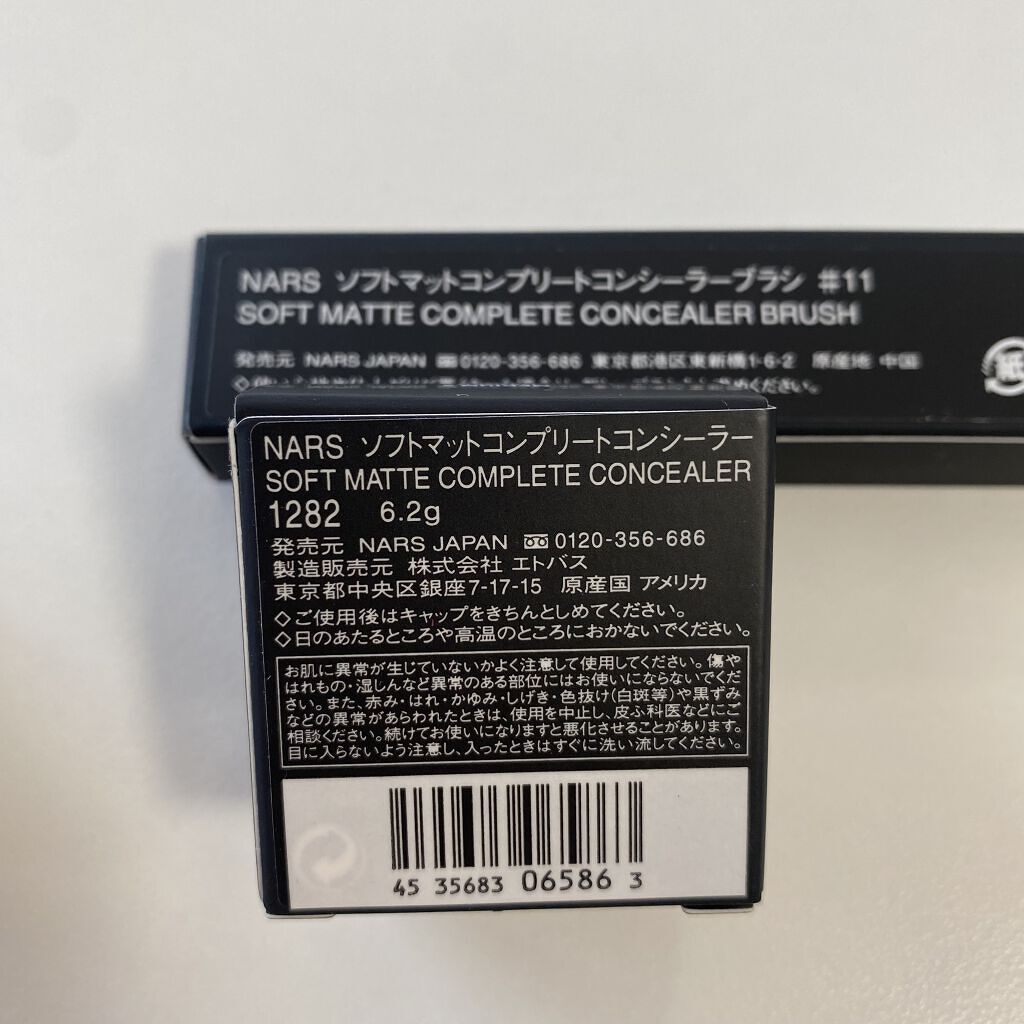 NARS ソフトマットコンプリートコンシーラーブラシ #11
SOFT MATTE COMPLETE CONCEALER BRUSH
発売元 NARS JAPAN 0120-356-686 東京都港区東新橋1-6-2 原産地 中国
紙
NARS ソフトマットコンプリートコンシーラー
SOFT MATTE COMPLETE CONCEALER
1282 6.2g
発売元 NARS JAPAN 0120-356-686
製造販売元 株式会社 エトバス
東京都中央区銀座7-17-15 原産国 アメリカ
◇ご使用後はキャップをきちんとしめてください。
◇日のあたるところや高温のところにおかないでください。
お肌に異常が生じていないかよく注意して使用してください。傷や
はれもの・湿しんなど異常のある部位にはお使いにならないでくだ
さい。また、赤み・はれ・かゆみ・しげき・色抜け(白斑等)や黒ずみ
などの異常があらわれたときは、使用を中止し、皮ふ科医などにご
相談ください。続けてお使いになりますと悪化させることがあります。
目に入らないよう注意し、入ったときはすぐに洗い流してください。
45 35683 06586 3